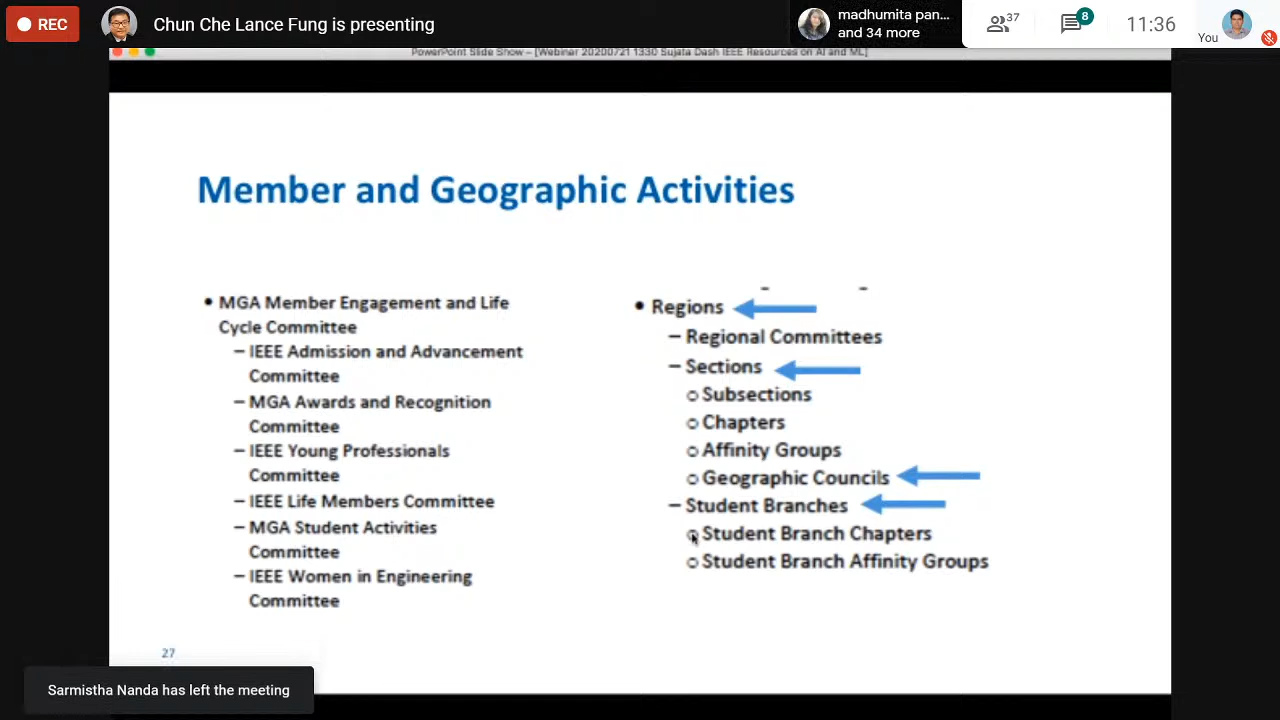 REC
Chun Che Lance Fung is presenting
madhumita pan...
and 34 more
37
8
11:36
You
PowerPoint Slide Show – [Webinar 20200721 1330 Sujata Dash IEEE Resources on AI and ML]
Member and Geographic Activities
• MGA Member Engagement and Life
Cycle Committee
– IEEE Admission and Advancement
Committee
– MGA Awards and Recognition
Committee
– IEEE Young Professionals
Committee
– IEEE Life Members Committee
– MGA Student Activities
Committee
– IEEE Women in Engineering
Committee
• Regions
– Regional Committees
– Sections
o Subsections
o Chapters
o Affinity Groups
o Geographic Councils
– Student Branches
o Student Branch Chapters
o Student Branch Affinity Groups
27
Sarmistha Nanda has left the meeting